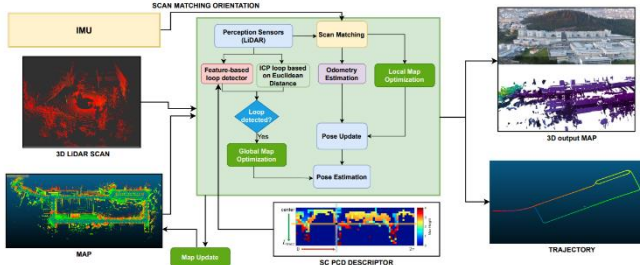 SCAN MATCHING ORIENTATION
IMU
Perception Sensors
(LiDAR)
Scan Matching
Feature-based
loop detector
ICP loop based
on Euclidean
Distance
Odometry
Estimation
Local Map
Optimization
Loop
detected?
Yes
Global Map
Optimization
Pose Update
Pose Estimation
3D LiDAR SCAN
3D output MAP
MAP
Map Update
SC PCD DESCRIPTOR
TRAJECTORY
center
0